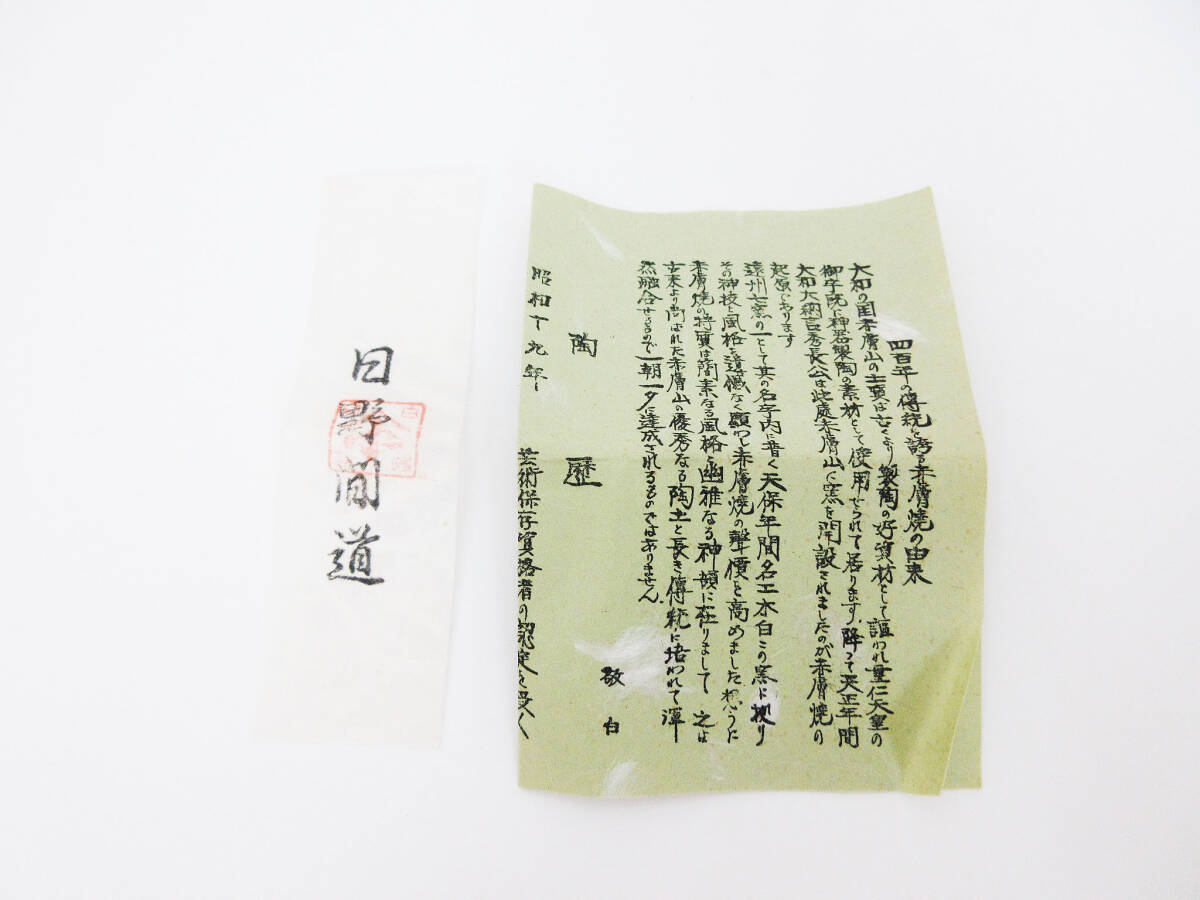 四百年の傳統を誇る赤膚焼の由来
大和の国赤膚山の土質は古くより製陶の好質材として謳われ垂仁天皇の
御宇既に神器製陶の素材として使用せられて居ります、降つて天正年間
大和大納言秀長公は此處赤膚山に窯を開設されましたのが赤膚焼の
起原であります
遠州七窯の一として其の名宇内に普く天保年間名工木白この窯に拠り
その神技と風格を遺憾なく顕わし赤膚焼の聲價を高めました想うに
赤膚焼の特質は簡素なる風格と幽雅なる神韻に在りまして之は
古来より尚ばれた赤膚山の優秀なる陶土と長き傳統に培われて渾
然融合せるもので一朝一夕に達成されるものではありません。
敬白
陶歴
昭和十九年 芸術保存資格者の認定を受く
日野間道